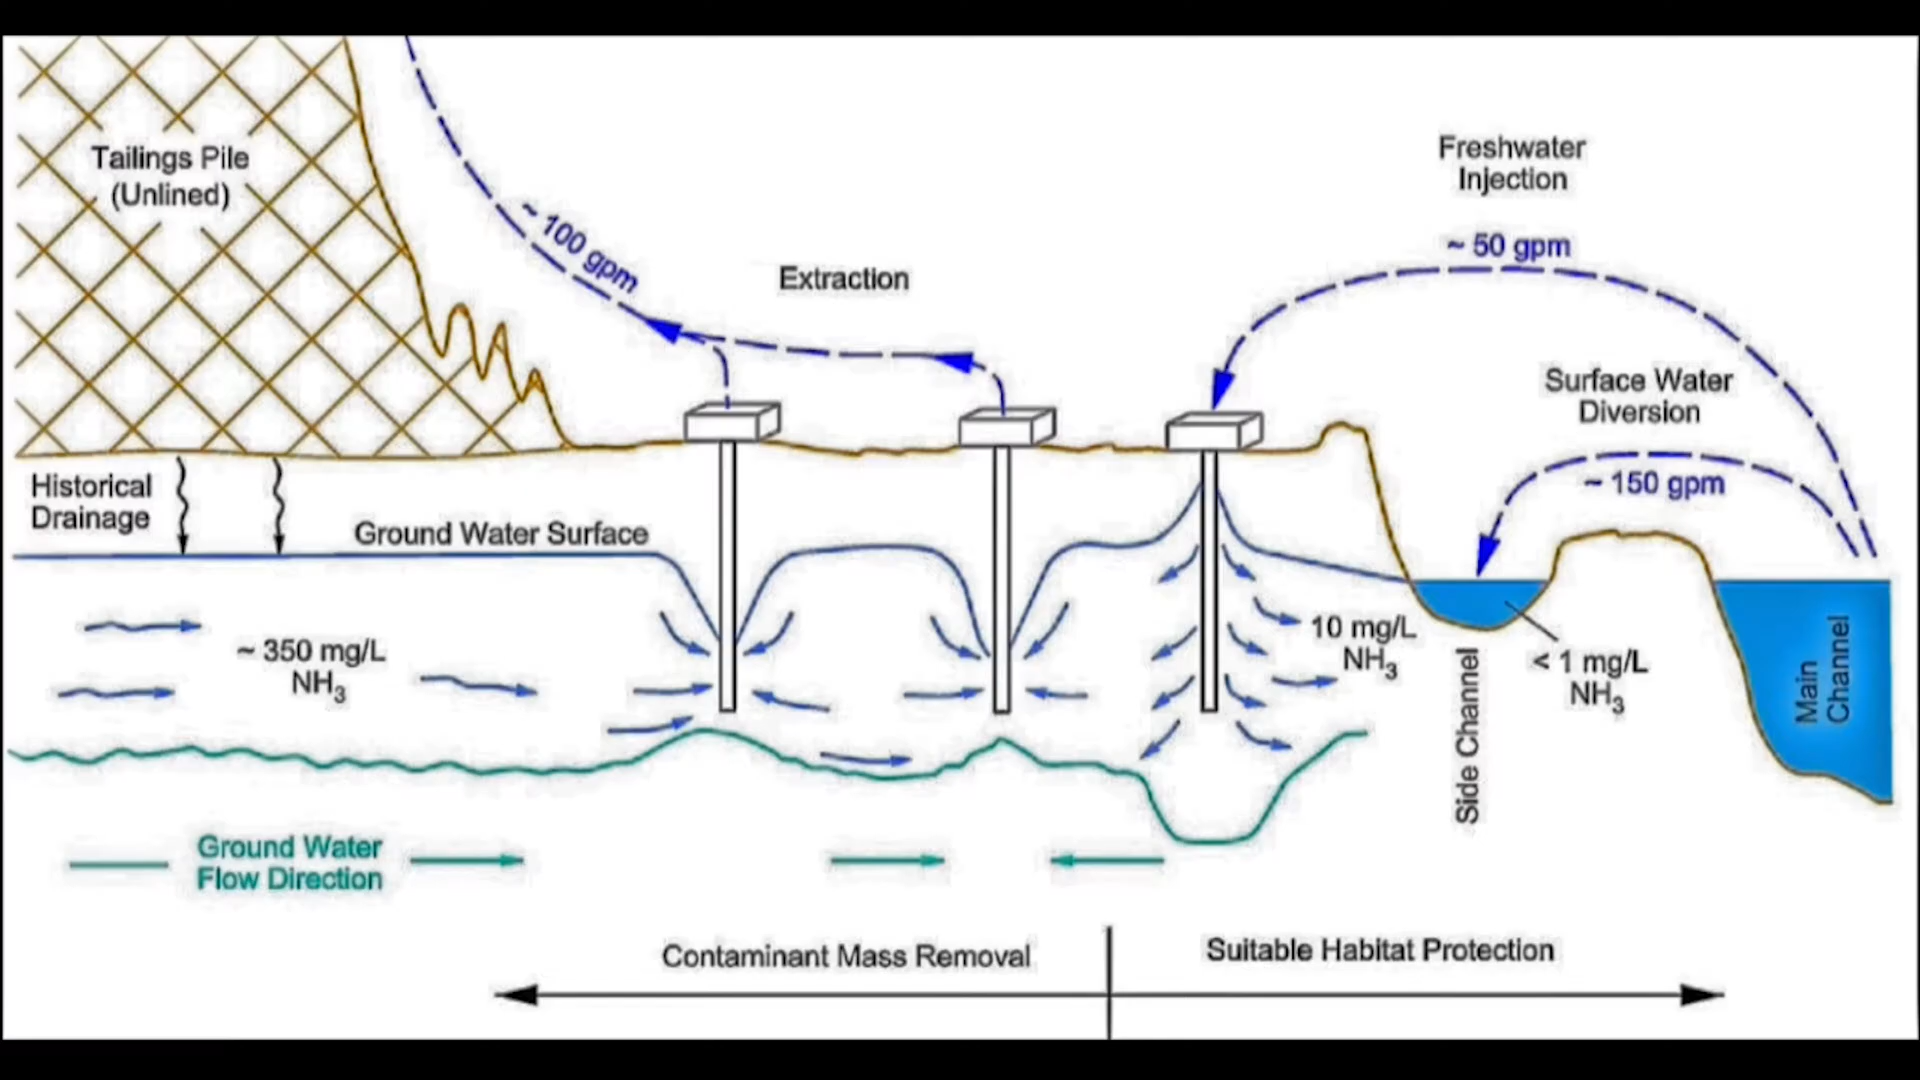 Tailings Pile
(Unlined)
~ 100 gpm
Extraction
Freshwater
Injection
~ 50 gpm
Surface Water
Diversion
~ 150 gpm
Historical
Drainage
Ground Water Surface
~ 350 mg/L
NH3
10 mg/L
NH3
Side Channel
< 1 mg/L
NH3
Main
Channel
Ground Water
Flow Direction
Contaminant Mass Removal
Suitable Habitat Protection